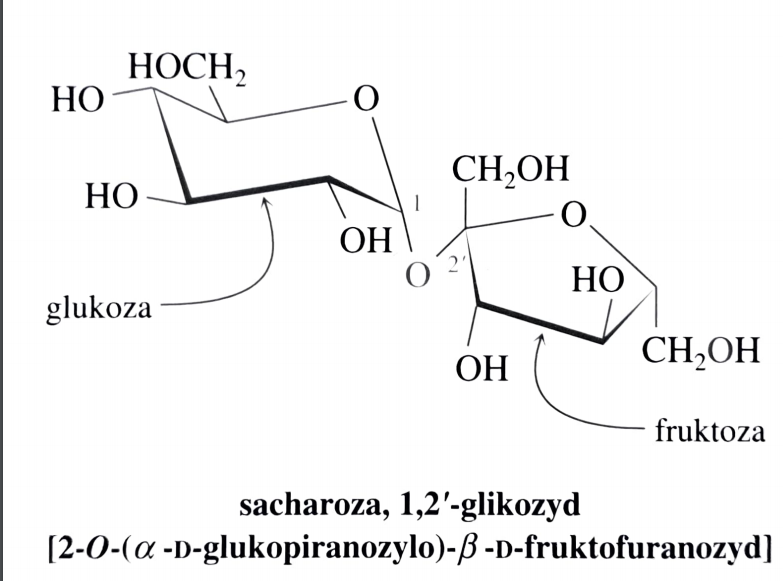 HOCH₂
HO
O
HO
1
CH₂OH
O
OH
O
2′
HO
glukoza
OH
CH₂OH
fruktoza
sacharoza, 1,2′-glikozyd
[2-O-(α -D-glukopiranozylo)-β -D-fruktofuranozyd]